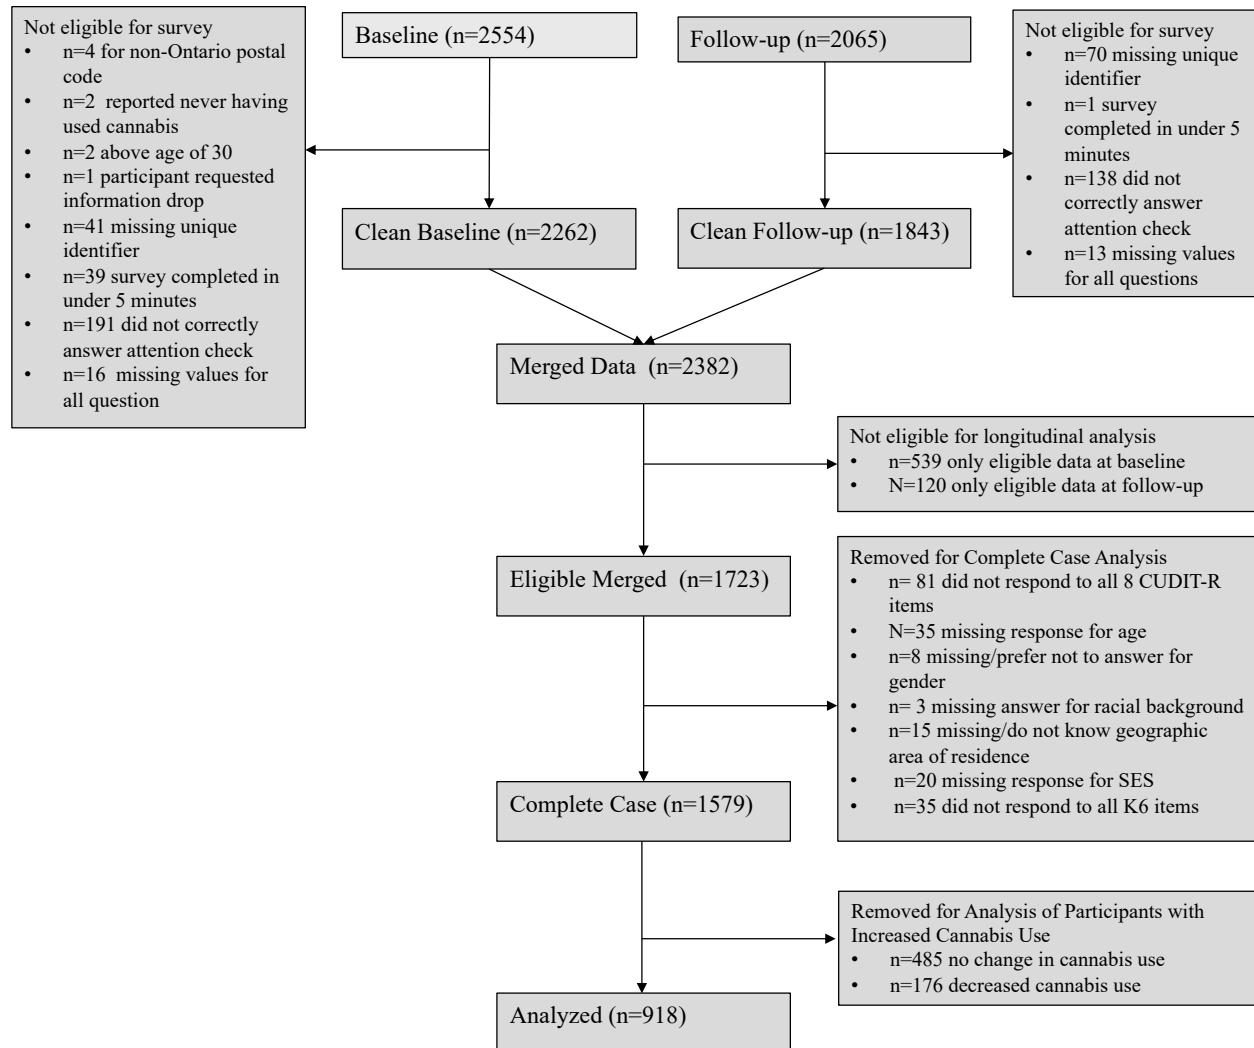 Not eligible for survey
• n=4 for non-Ontario postal
code
• n=2 reported never having
used cannabis
• n=2 above age of 30
• n=1 participant requested
information drop
• n=41 missing unique
identifier
• n=39 survey completed in
under 5 minutes
• n=191 did not correctly
answer attention check
• n=16 missing values for
all question
Baseline (n=2554)
Follow-up (n=2065)
Not eligible for survey
• n=70 missing unique
identifier
• n=1 survey
completed in under 5
minutes
• n=138 did not
correctly answer
attention check
• n=13 missing values
for all questions
Clean Baseline (n=2262)
Clean Follow-up (n=1843)
Merged Data (n=2382)
Not eligible for longitudinal analysis
• n=539 only eligible data at baseline
• N=120 only eligible data at follow-up
Eligible Merged (n=1723)
Removed for Complete Case Analysis
• n= 81 did not respond to all 8 CUDIT-R
items
• N=35 missing response for age
• n=8 missing/prefer not to answer for
gender
• n= 3 missing answer for racial background
• n=15 missing/do not know geographic
area of residence
• n=20 missing response for SES
• n=35 did not respond to all K6 items
Complete Case (n=1579)
Removed for Analysis of Participants with
Increased Cannabis Use
• n=485 no change in cannabis use
• n=176 decreased cannabis use
Analyzed (n=918)